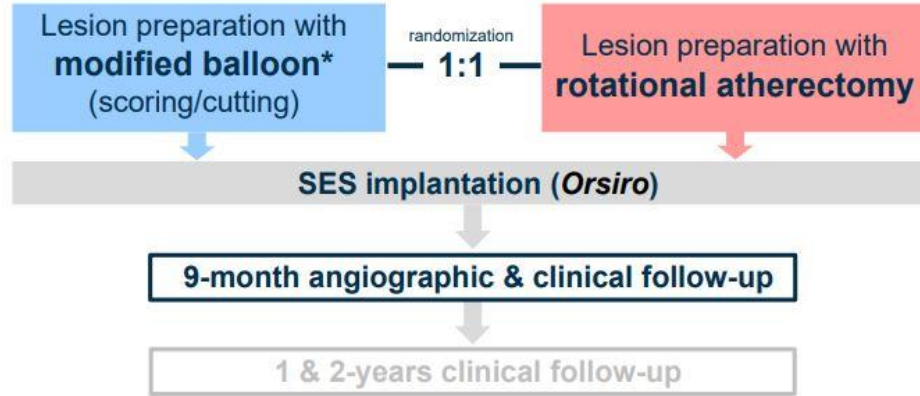 Lesion preparation with
modified balloon*
(scoring/cutting)
randomization
1:1
Lesion preparation with
rotational atherectomy
SES implantation (Orsiro)
9-month angiographic & clinical follow-up
1 & 2-years clinical follow-up